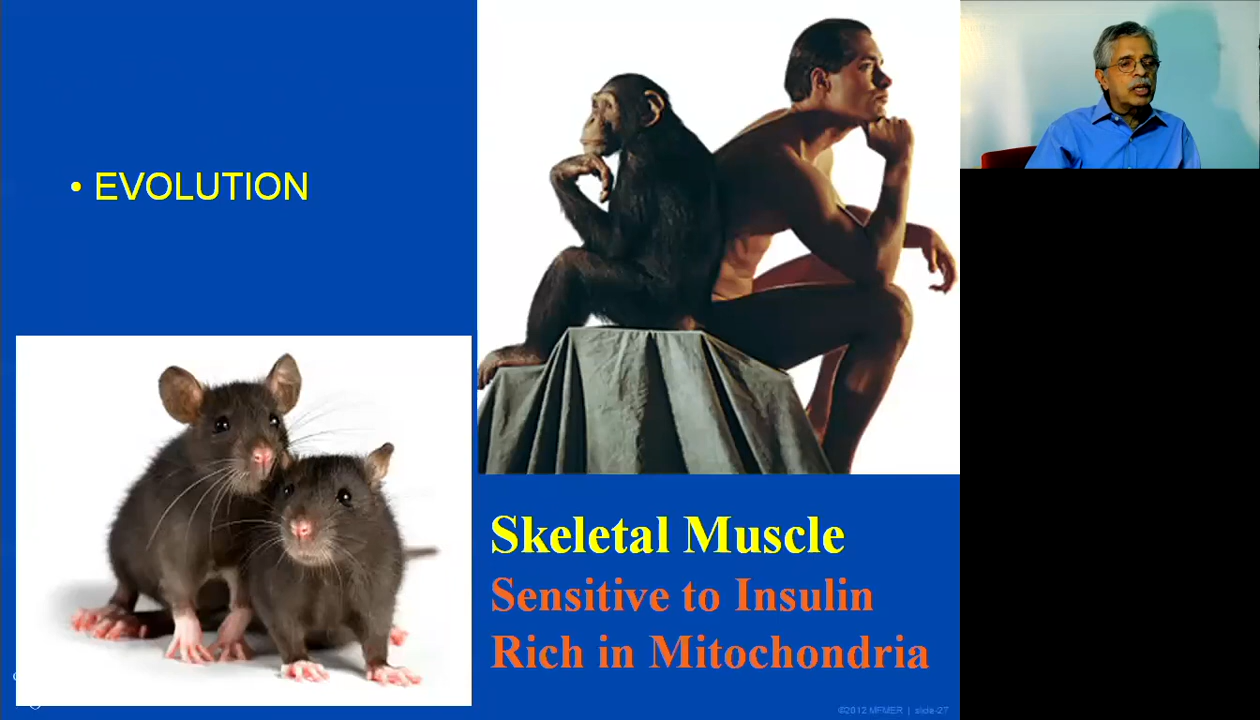 • EVOLUTION
Skeletal Muscle
Sensitive to Insulin
Rich in Mitochondria
©2012 MFMER | slide-27